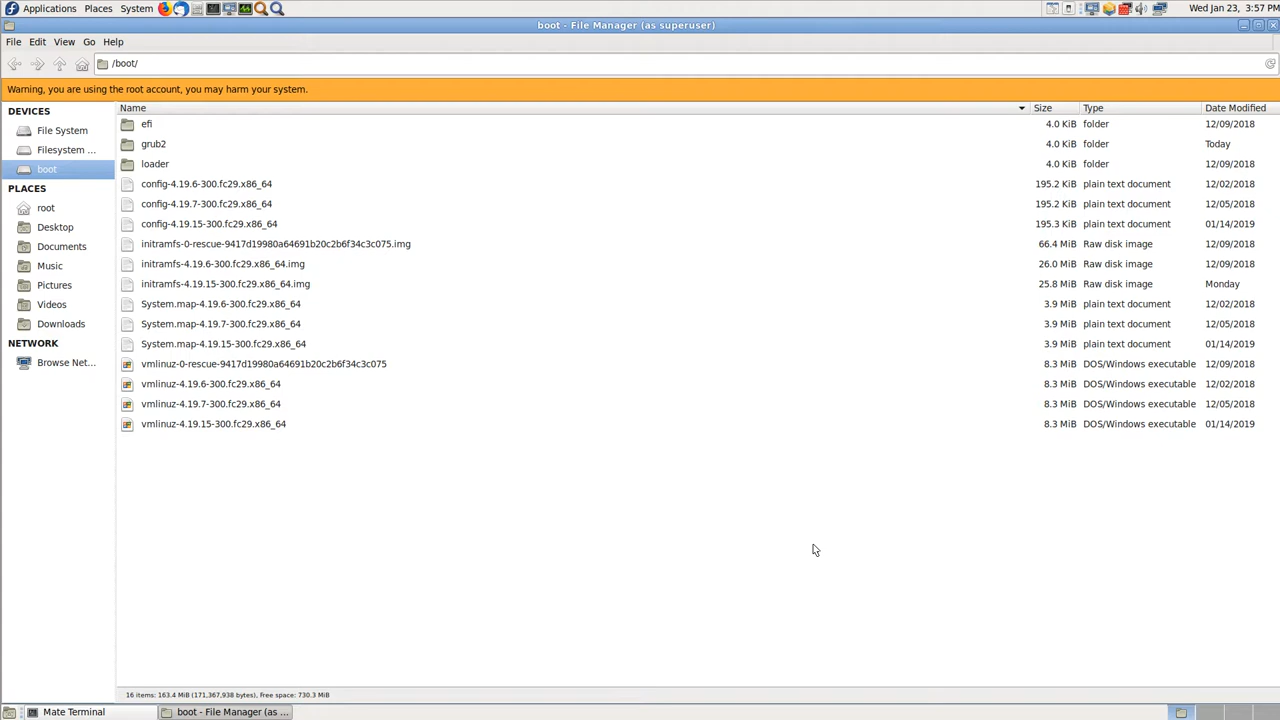 Applications Places System Wed Jan 23, 3:57 PM
boot - File Manager (as superuser)
File Edit View Go Help
/boot/
Warning, you are using the root account, you may harm your system.
DEVICES
File System
Filesystem ...
boot
PLACES
root
Desktop
Documents
Music
Pictures
Videos
Downloads
NETWORK
Browse Net...
Name Size Type Date Modified
efi 4.0 KiB folder 12/09/2018
grub2 4.0 KiB folder Today
loader 4.0 KiB folder 12/09/2018
config-4.19.6-300.fc29.x86_64 195.2 KiB plain text document 12/02/2018
config-4.19.7-300.fc29.x86_64 195.2 KiB plain text document 12/05/2018
config-4.19.15-300.fc29.x86_64 195.3 KiB plain text document 01/14/2019
initramfs-0-rescue-9417d19980a64691b20c2b6f34c3c075.img 66.4 MiB Raw disk image 12/09/2018
initramfs-4.19.6-300.fc29.x86_64.img 26.0 MiB Raw disk image 12/09/2018
initramfs-4.19.15-300.fc29.x86_64.img 25.8 MiB Raw disk image Monday
System.map-4.19.6-300.fc29.x86_64 3.9 MiB plain text document 12/02/2018
System.map-4.19.7-300.fc29.x86_64 3.9 MiB plain text document 12/05/2018
System.map-4.19.15-300.fc29.x86_64 3.9 MiB plain text document 01/14/2019
vmlinuz-0-rescue-9417d19980a64691b20c2b6f34c3c075 8.3 MiB DOS/Windows executable 12/09/2018
vmlinuz-4.19.6-300.fc29.x86_64 8.3 MiB DOS/Windows executable 12/02/2018
vmlinuz-4.19.7-300.fc29.x86_64 8.3 MiB DOS/Windows executable 12/05/2018
vmlinuz-4.19.15-300.fc29.x86_64 8.3 MiB DOS/Windows executable 01/14/2019
16 items: 163.4 MiB (171,367,938 bytes), Free space: 730.3 MiB
Mate Terminal boot - File Manager (as ...